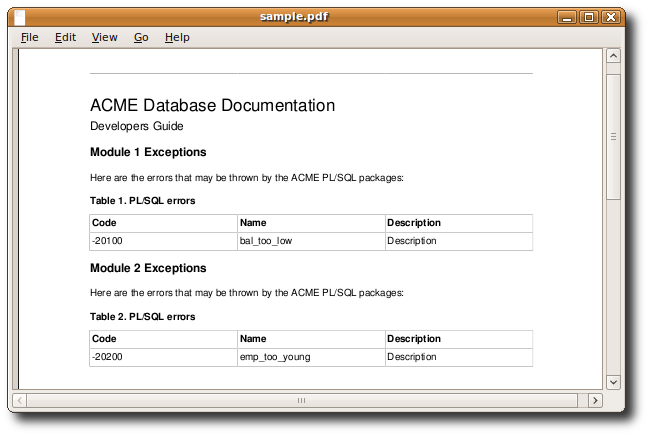 sample.pdf
File Edit View Go Help
ACME Database Documentation
Developers Guide
Module 1 Exceptions
Here are the errors that may be thrown by the ACME PL/SQL packages:
Table 1. PL/SQL errors
Code Name Description
-20100 bal_too_low Description
Module 2 Exceptions
Here are the errors that may be thrown by the ACME PL/SQL packages:
Table 2. PL/SQL errors
Code Name Description
-20200 emp_too_young Description